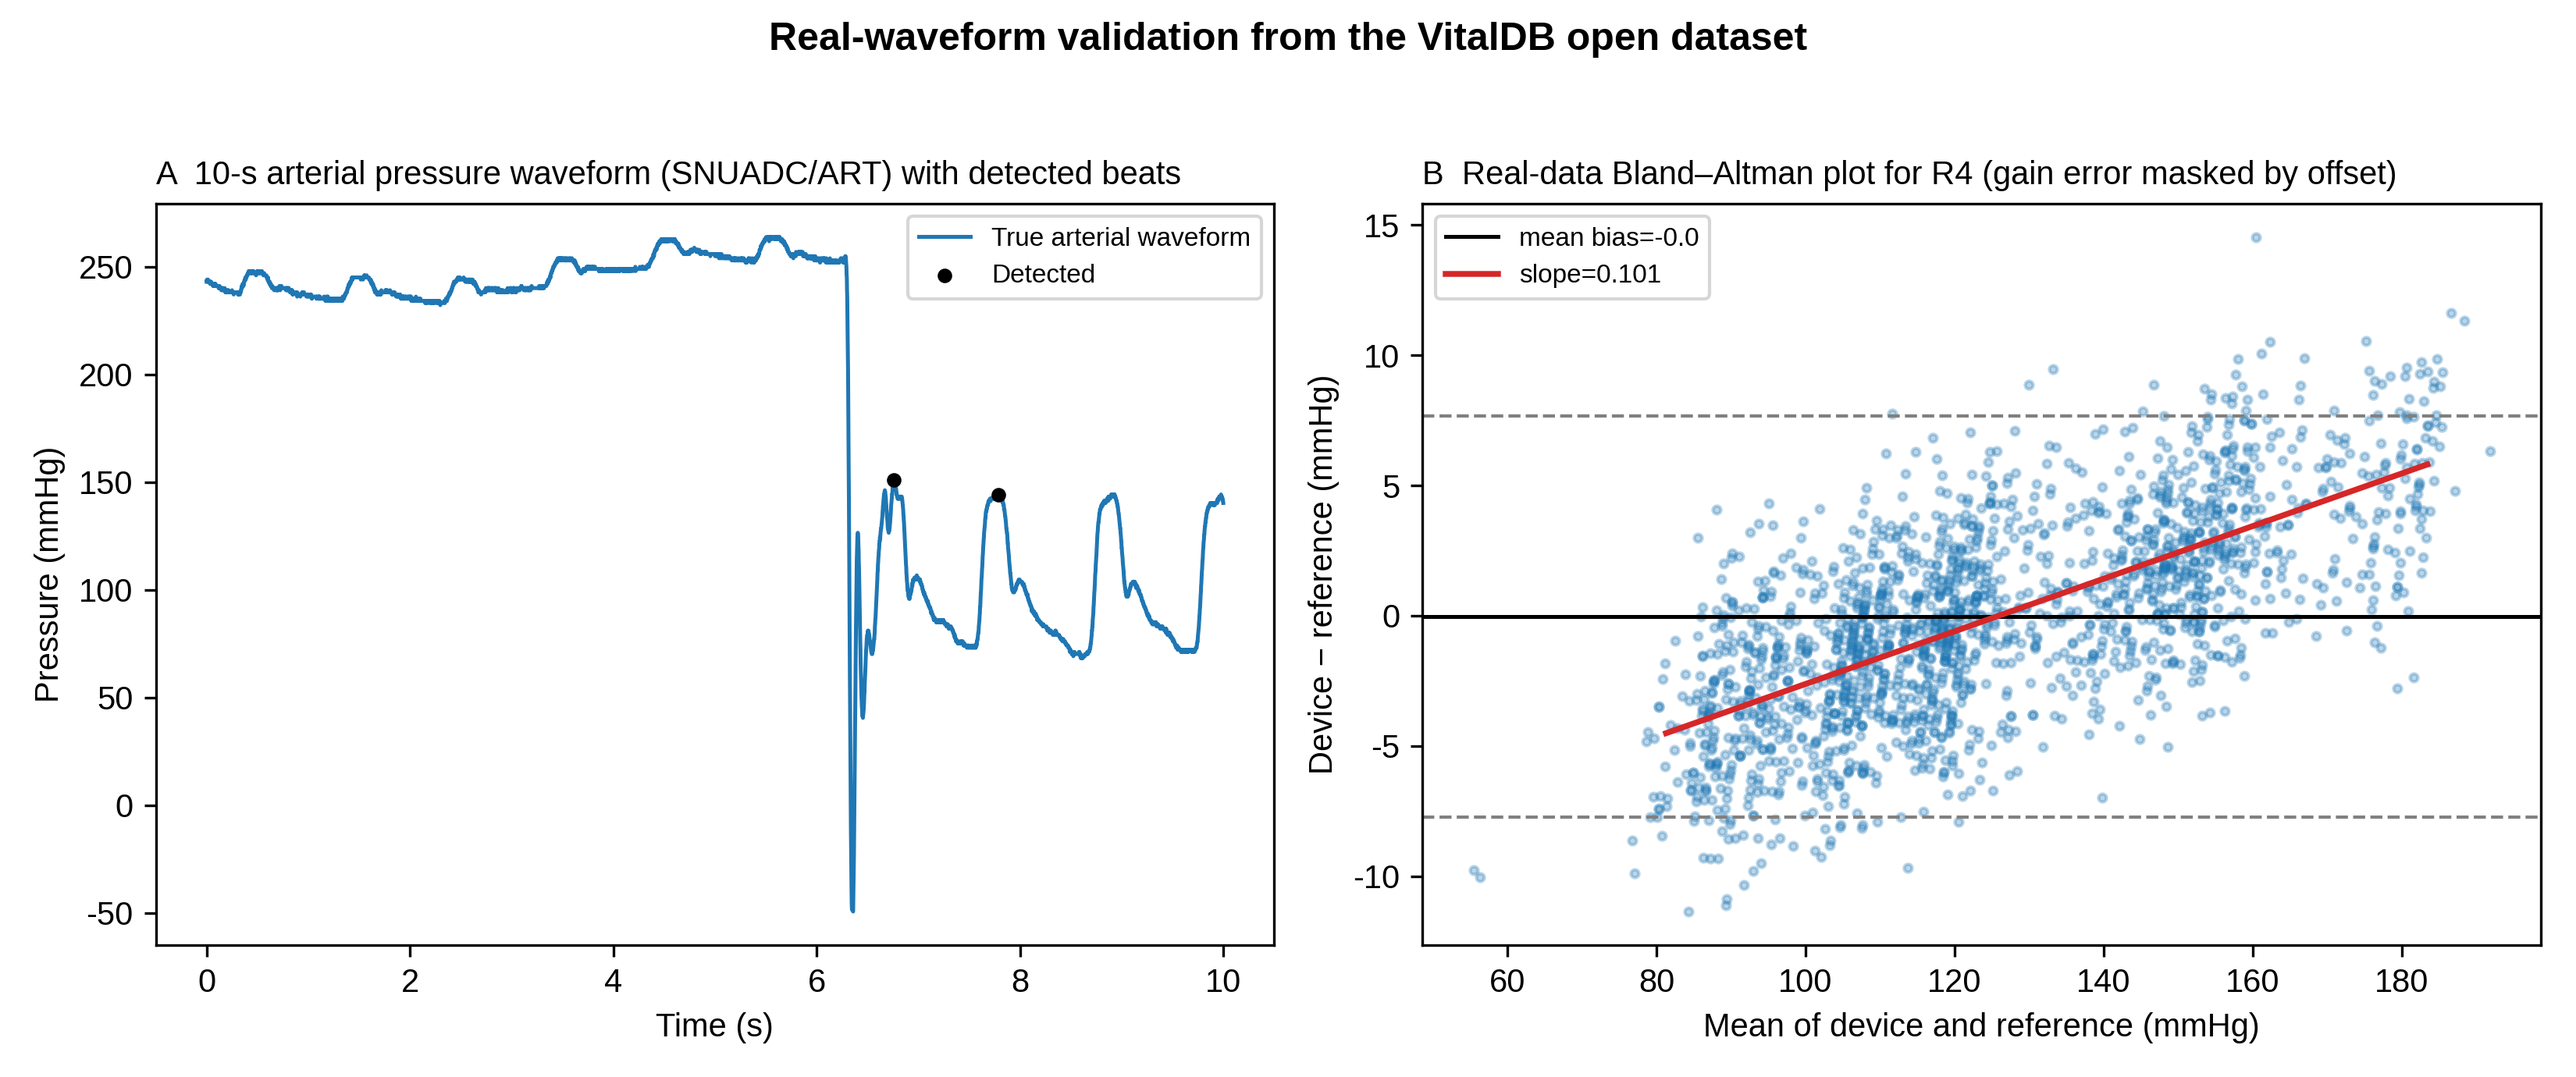 Real-waveform validation from the VitalDB open dataset
A  10-s arterial pressure waveform (SNUADC/ART) with detected beats
Pressure (mmHg)
250
200
150
100
50
0
-50
True arterial waveform
Detected
0 2 4 6 8 10
Time (s)
B  Real-data Bland–Altman plot for R4 (gain error masked by offset)
Device – reference (mmHg)
15
10
5
0
-5
-10
mean bias=-0.0
slope=0.101
60 80 100 120 140 160 180
Mean of device and reference (mmHg)